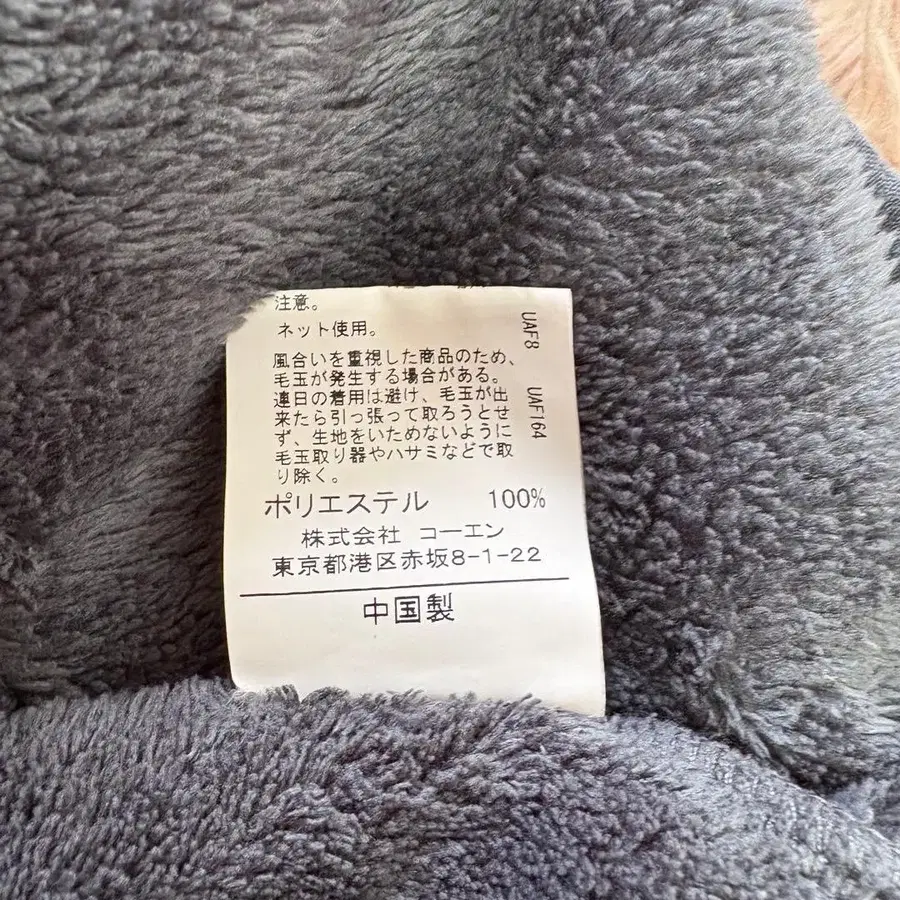 注意。
ネット使用。
風合いを重視した商品のため、
毛玉が発生する場合がある。
連日の着用は避け、毛玉が出
来たら引っ張って取ろうとせ
ず、生地をいためないように
毛玉取り器やハサミなどで取
り除く。
ポリエステル 100%
株式会社 コーエン
東京都港区赤坂8-1-22
中国製
UAF8 UAF164